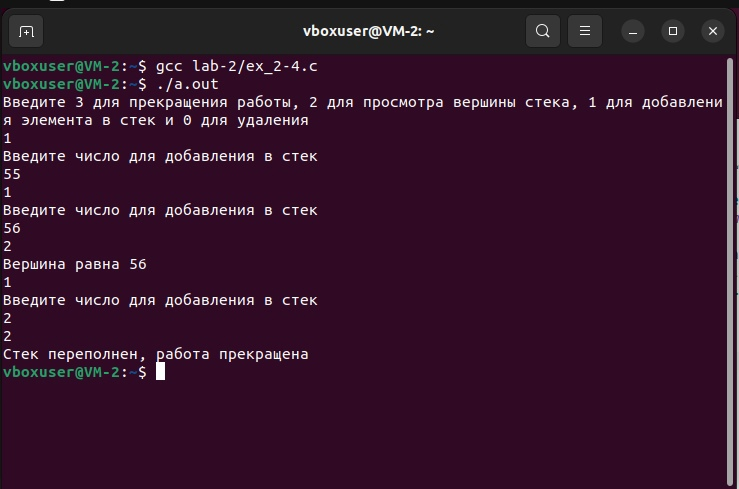 vboxuser@VM-2: ~
vboxuser@VM-2:~$ gcc lab-2/ex_2-4.c
vboxuser@VM-2:~$ ./a.out
Введите 3 для прекращения работы, 2 для просмотра вершины стека, 1 для добавлени
я элемента в стек и 0 для удаления
1
Введите число для добавления в стек
55
1
Введите число для добавления в стек
56
2
Вершина равна 56
1
Введите число для добавления в стек
2
2
Стек переполнен, работа прекращена
vboxuser@VM-2:~$